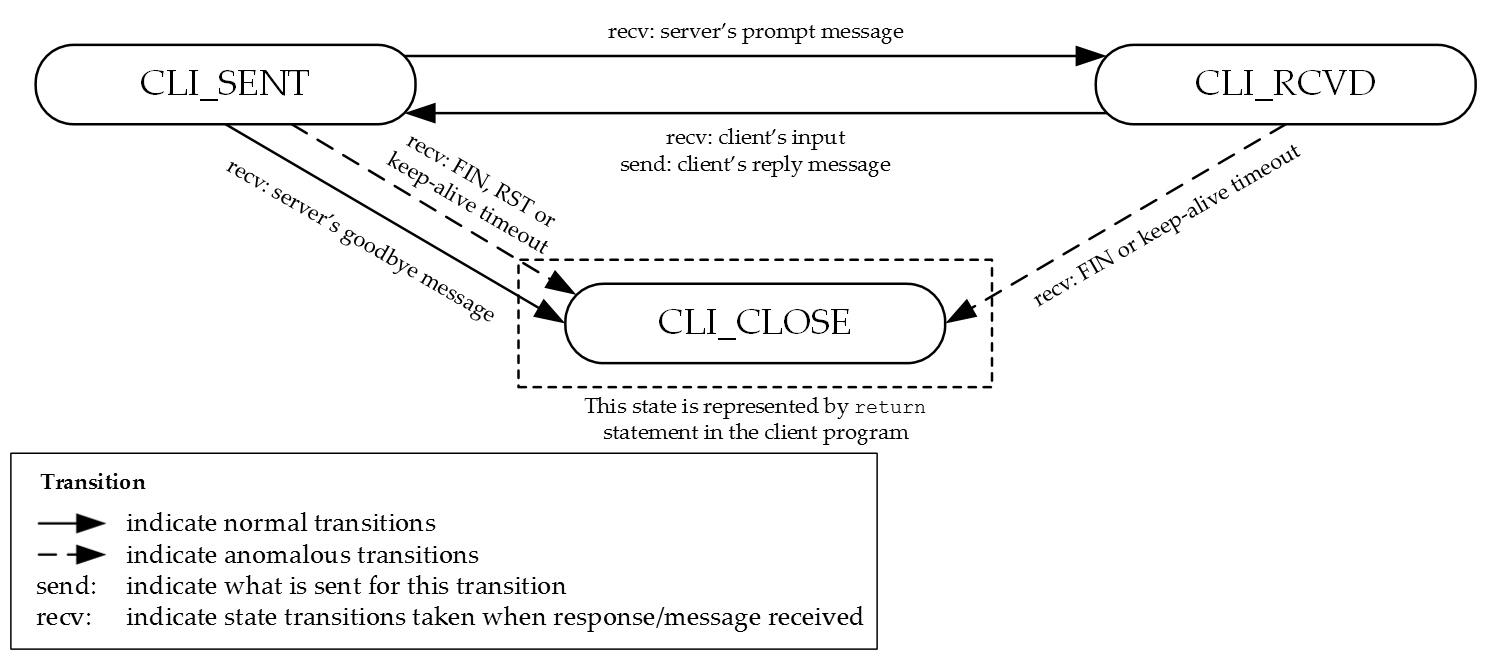 recv: server’s prompt message
CLI_SENT
CLI_RCVD
recv: client’s input
send: client’s reply message
recv: FIN, RST or
keep-alive timeout
recv: server’s goodbye message
recv: FIN or keep-alive timeout
CLI_CLOSE
This state is represented by return
statement in the client program
Transition
indicate normal transitions
indicate anomalous transitions
send: indicate what is sent for this transition
recv: indicate state transitions taken when response/message received